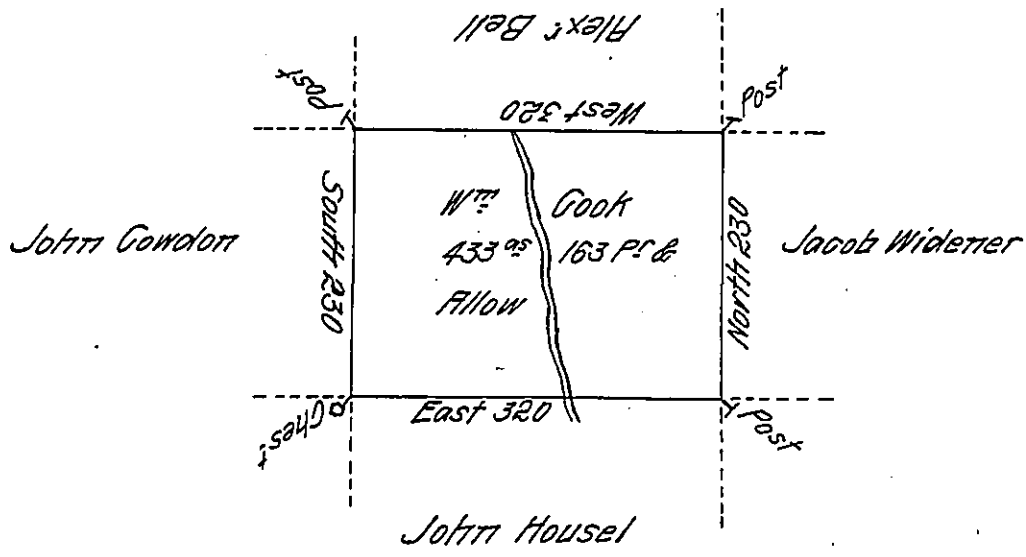 Alexr Bell
Post
West 320
Post
Wm Cook
433 as 163 Ps &
Allow
South 230
North 230
John Cowdon
Jacob Widener
Chest
East 320
Post
John Housel